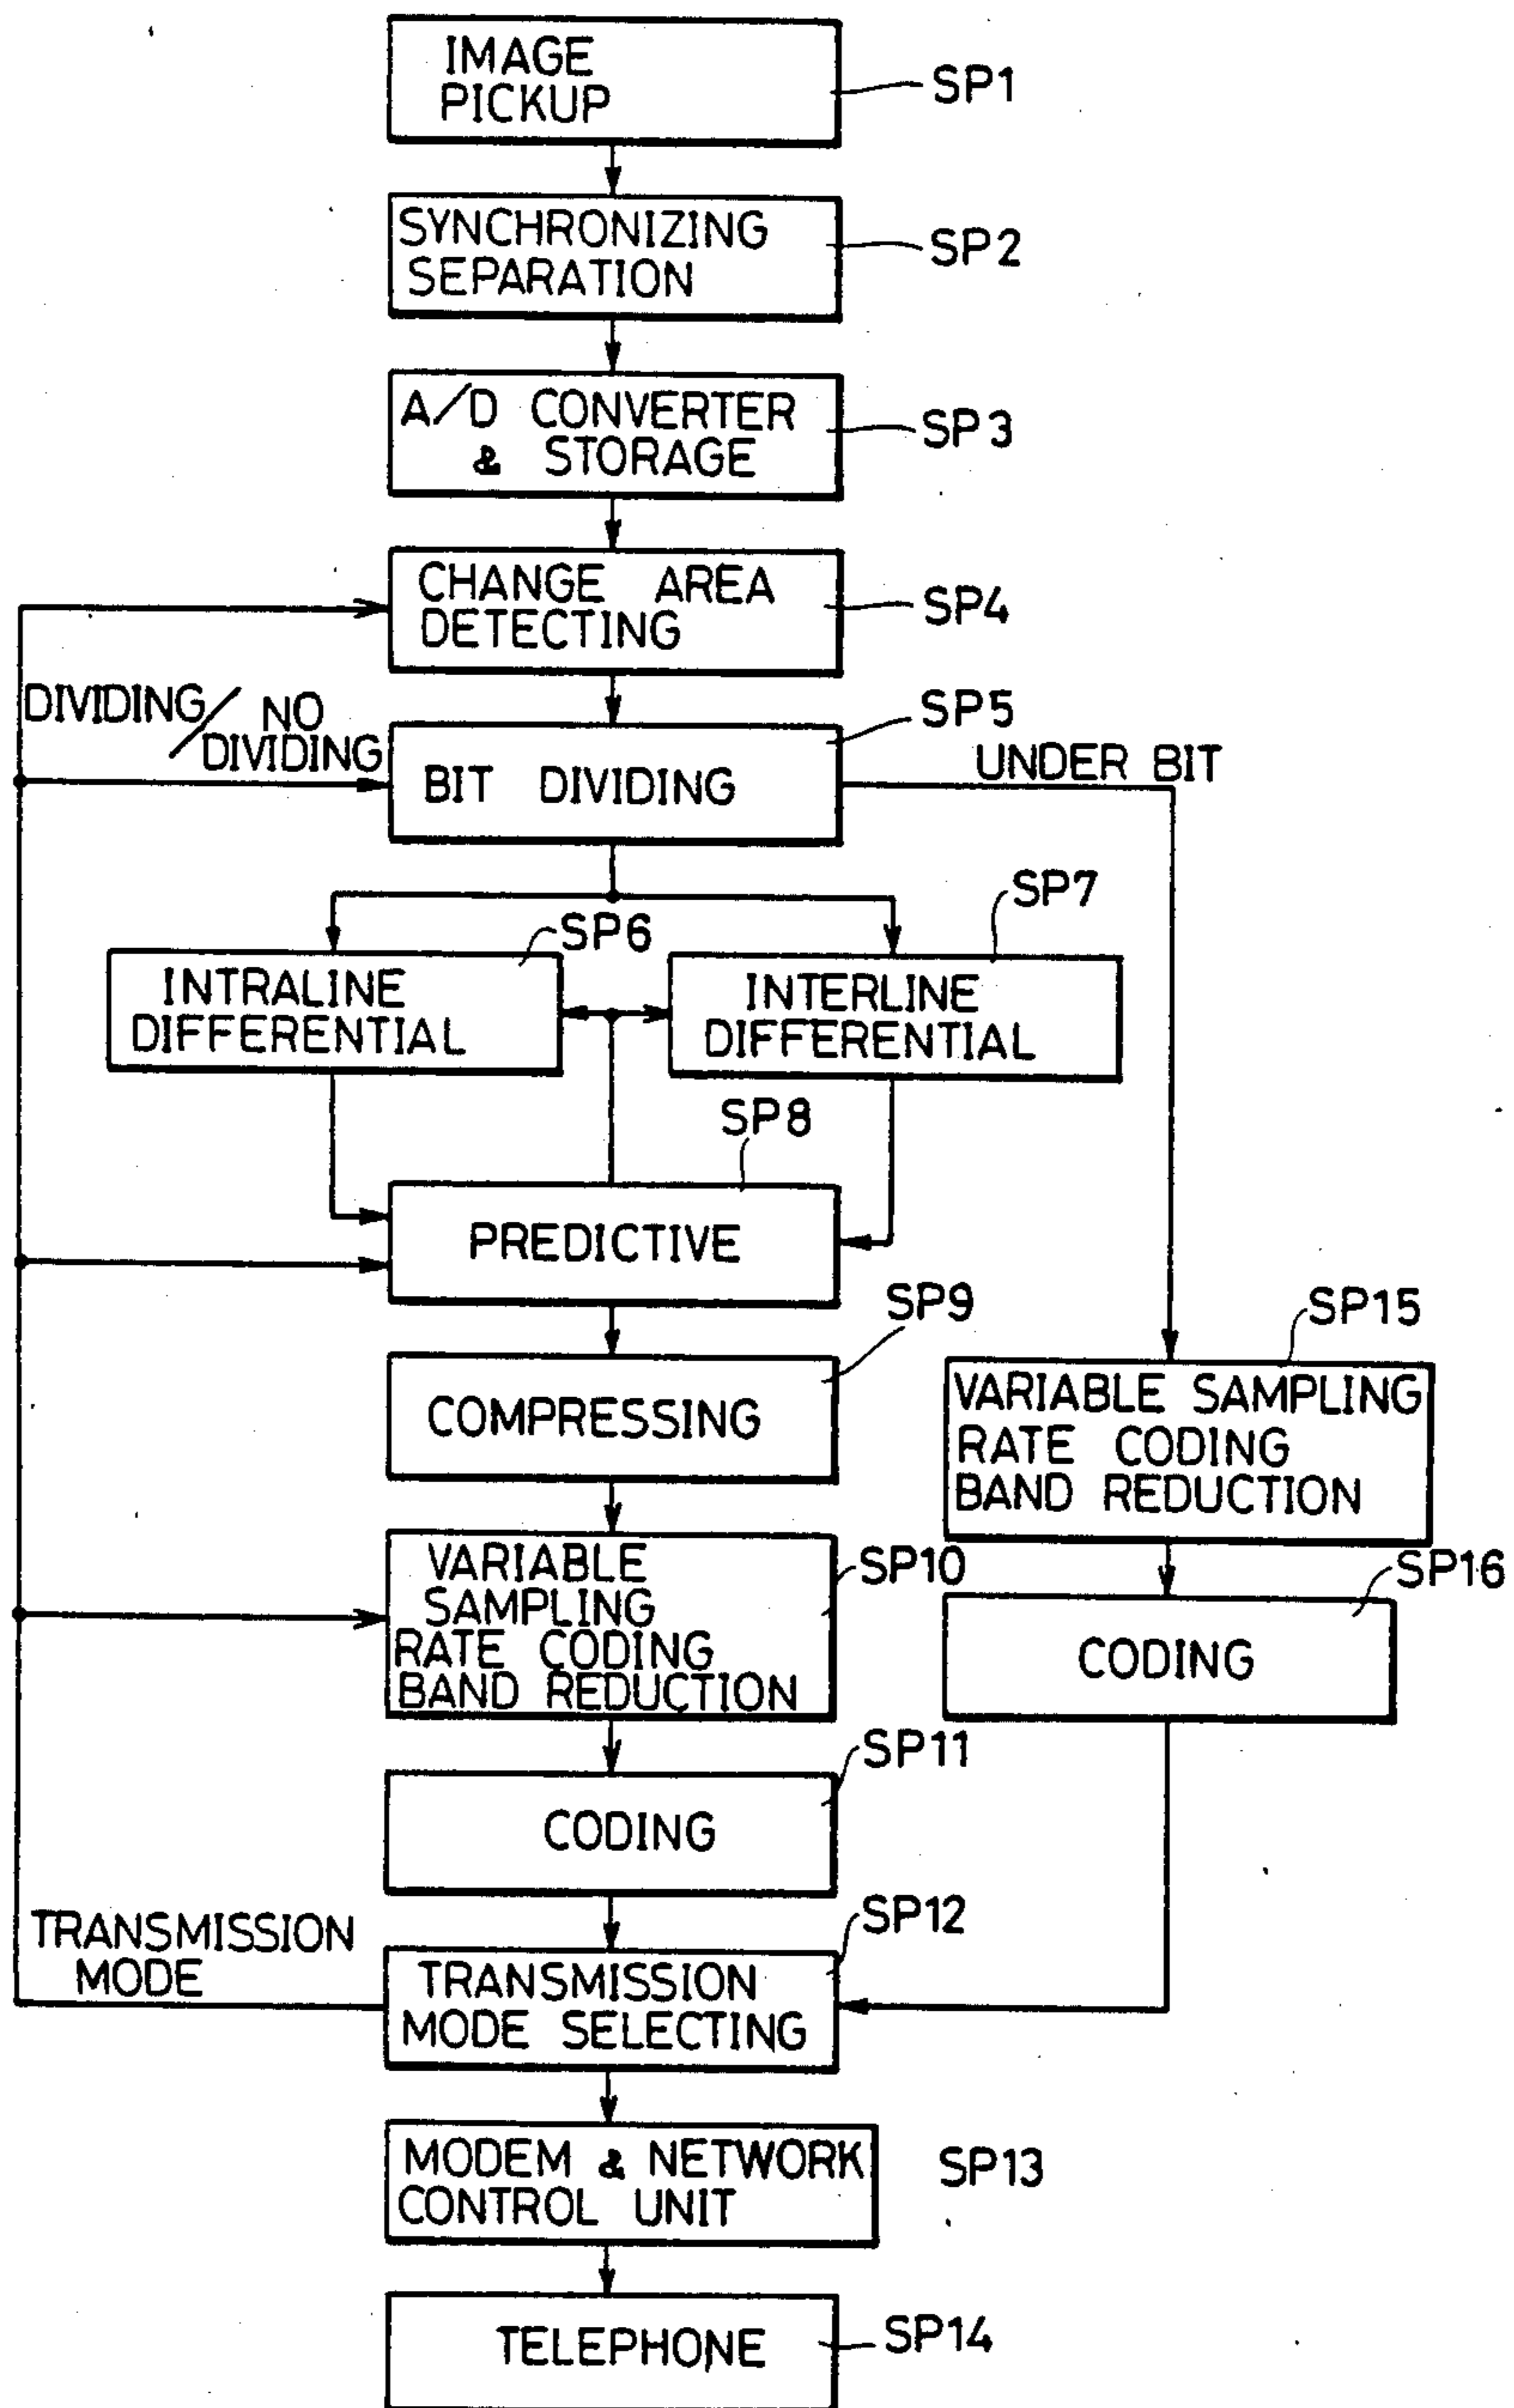 IMAGE
PICKUP
SP1
SYNCHRONIZING
SEPARATION
SP2
A/D CONVERTER
& STORAGE
SP3
CHANGE AREA
DETECTING
SP4
DIVIDING/NO
DIVIDING
BIT DIVIDING
SP5
UNDER BIT
INTRALINE
DIFFERENTIAL
SP6
INTERLINE
DIFFERENTIAL
SP7
PREDICTIVE
SP8
COMPRESSING
SP9
VARIABLE SAMPLING
RATE CODING
BAND REDUCTION
SP15
VARIABLE
SAMPLING
RATE CODING
BAND REDUCTION
SP10
CODING
SP16
CODING
SP11
TRANSMISSION
MODE
TRANSMISSION
MODE SELECTING
SP12
MODEM & NETWORK
CONTROL UNIT
SP13
TELEPHONE
SP14